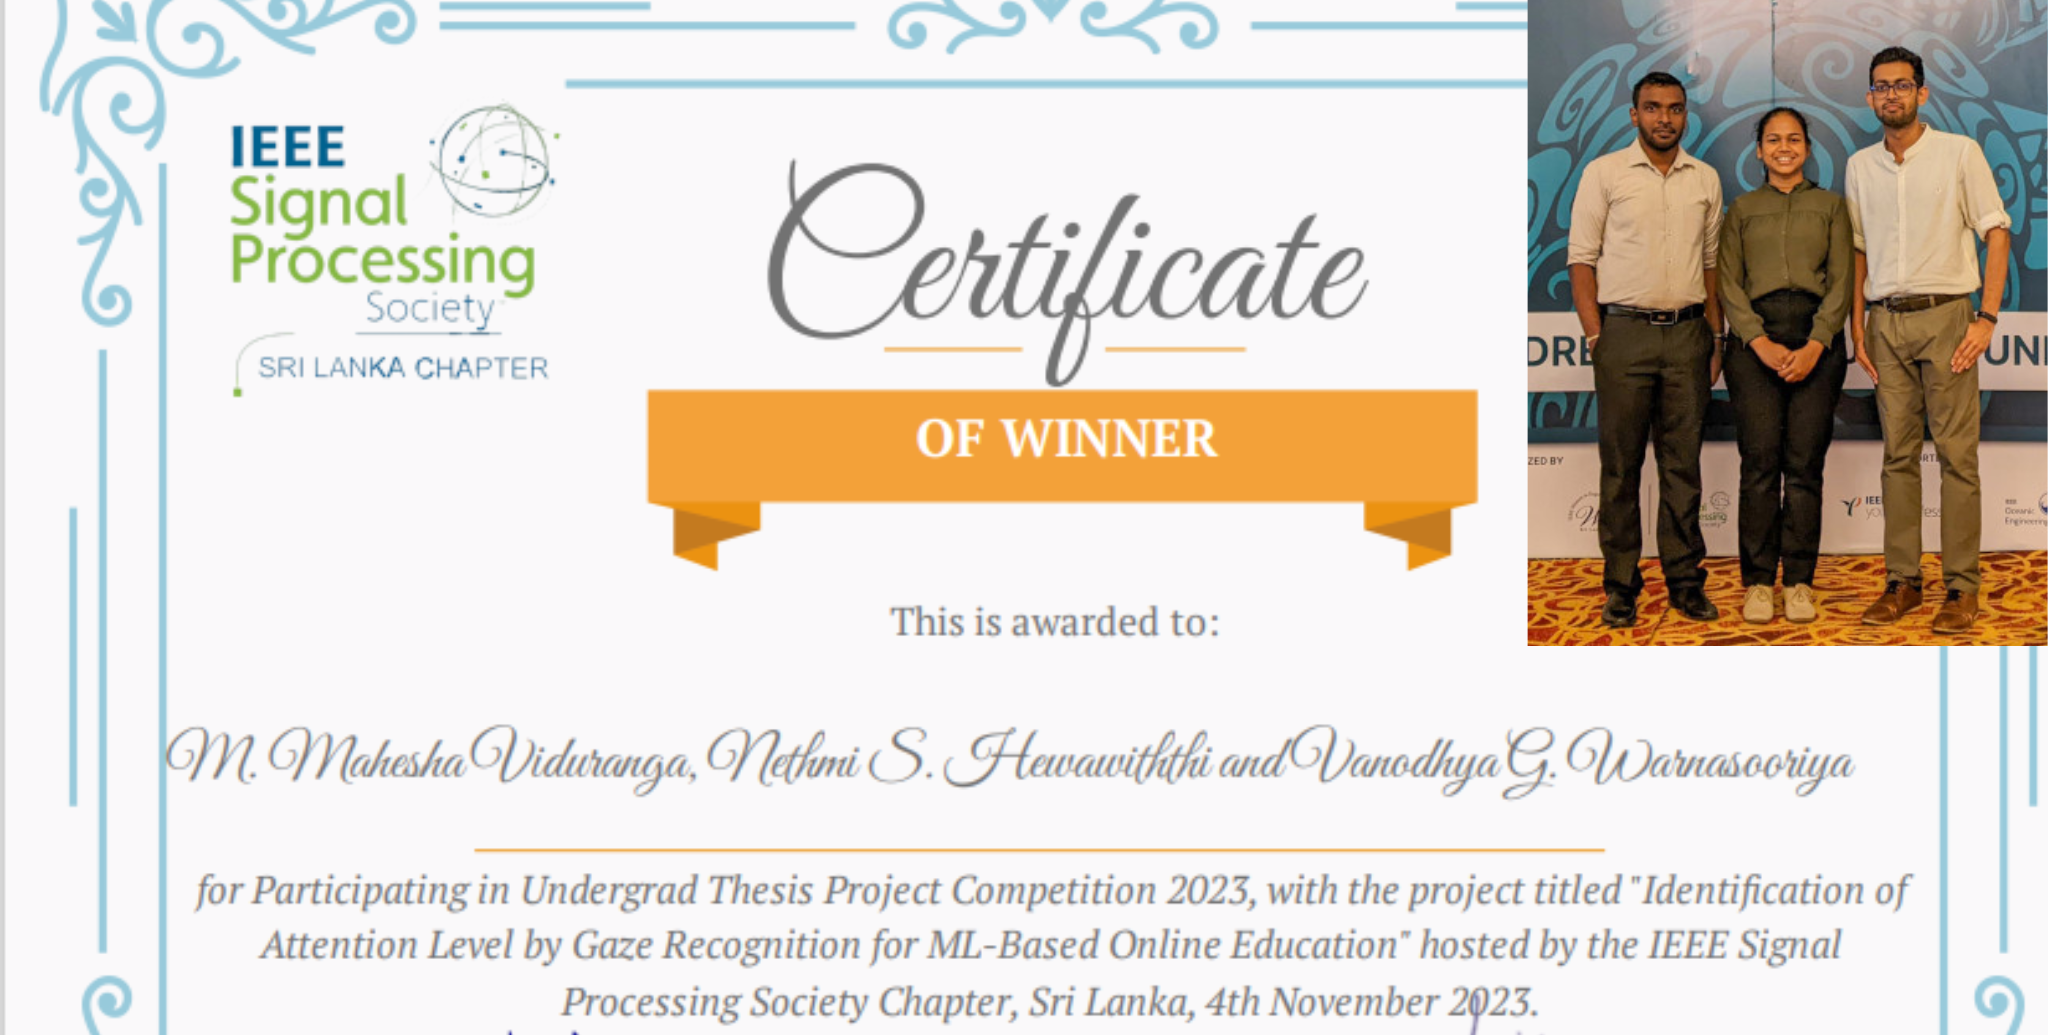 IEEE
Signal
Processing
Society
SRI LANKA CHAPTER
Certificate
OF WINNER
This is awarded to:
M. Mahesha Viduranga, Nethmi S. Hewawiththi and Vanodhya G. Warnasooriya
for Participating in Undergrad Thesis Project Competition 2023, with the project titled "Identification of
Attention Level by Gaze Recognition for ML-Based Online Education" hosted by the IEEE Signal
Processing Society Chapter, Sri Lanka, 4th November 2023.
DRE
UNI
ZED BY
IEEE
Oceanic
Engineering